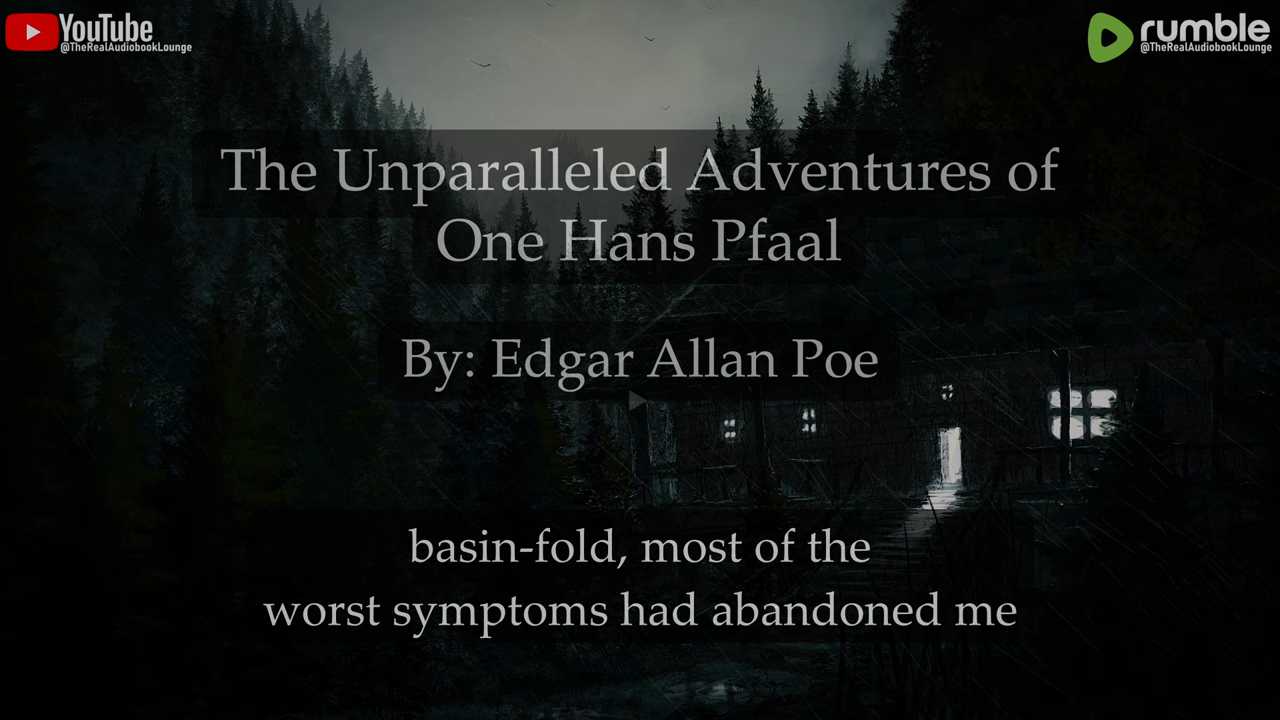 YouTube
@TheRealAudiobookLounge
rumble
@TheRealAudiobookLounge
The Unparalleled Adventures of
One Hans Pfaal
By: Edgar Allan Poe
basin-fold, most of the
worst symptoms had abandoned me